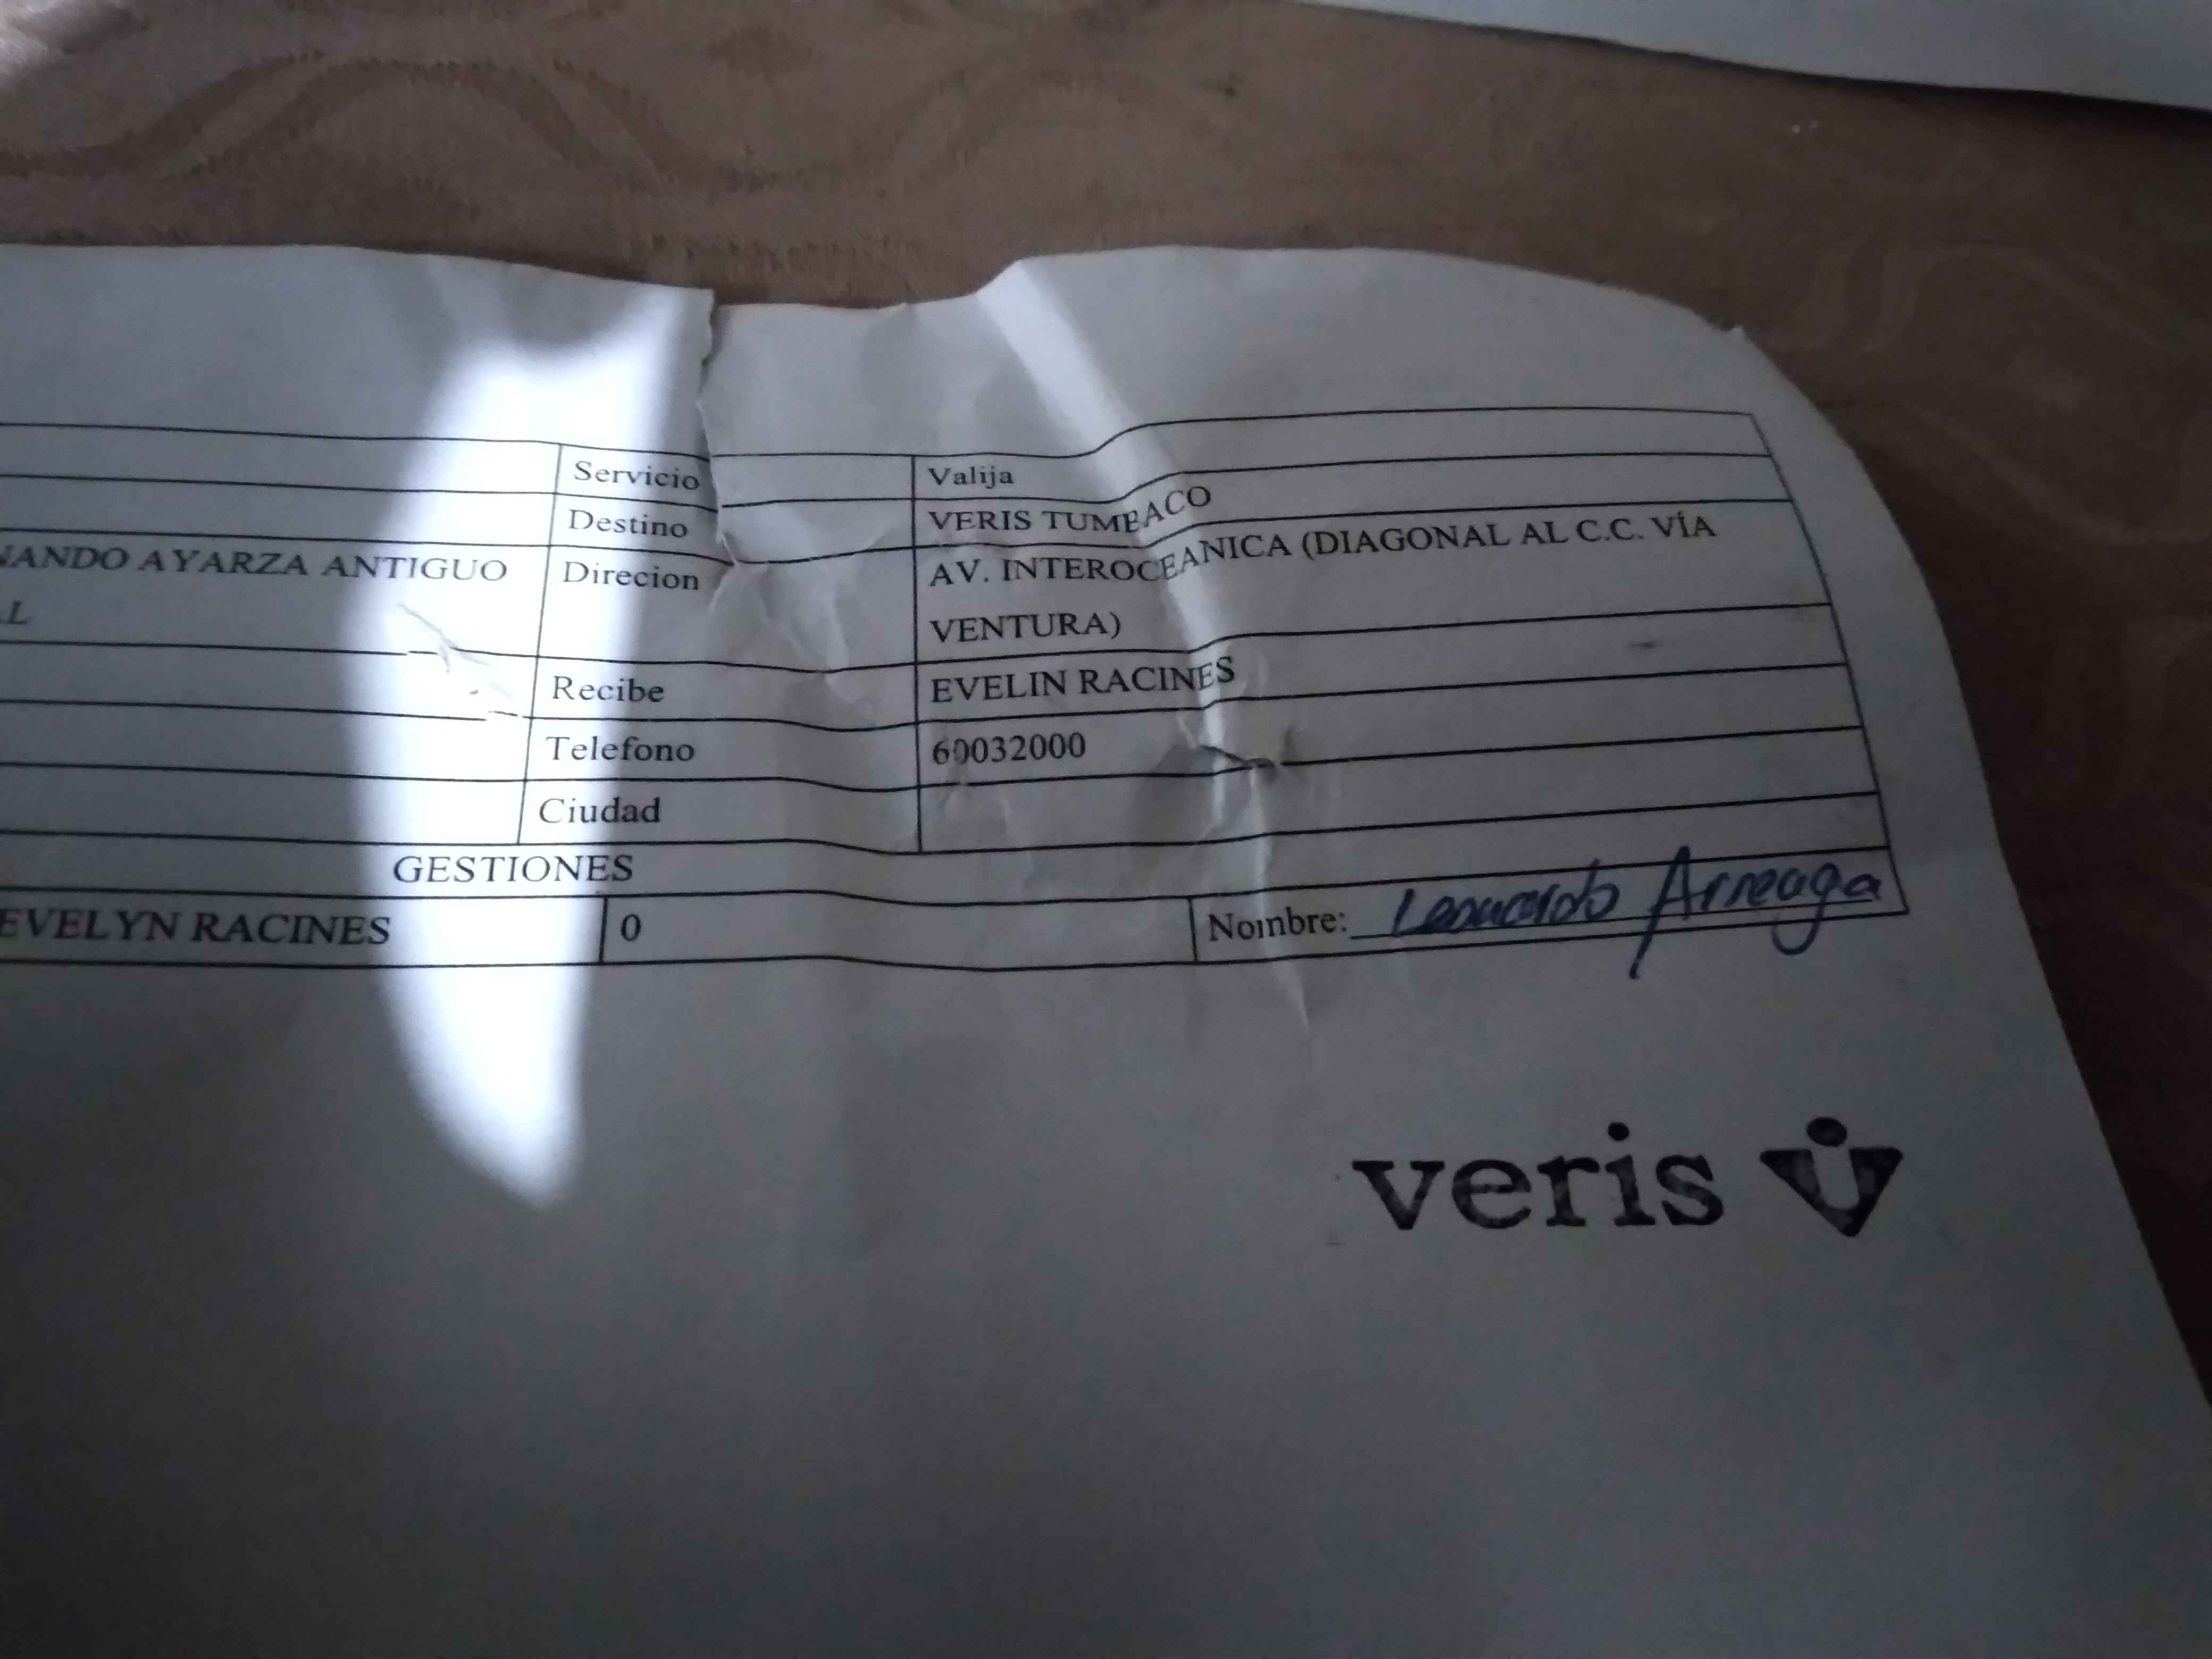 Servicio Valija
Destino VERIS TUMBACO
NANDO AYARZA ANTIGUO Direcion AV. INTEROCEANICA (DIAGONAL AL C.C. VÍA
VENTURA)
Recibe EVELIN RACINES
Telefono 60032000
Ciudad
GESTIONES
EVELYN RACINES 0 Nombre: Leonardo Arreaga
veris